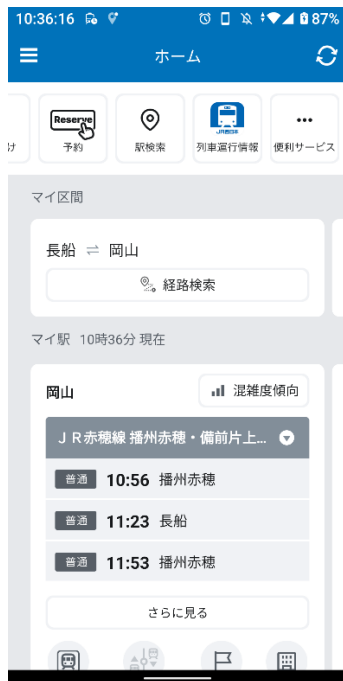 10:36:16 87%
ホーム
け
Reserve
予約
駅検索
JR西日本
列車運行情報
便利サービス
マイ区間
長船 ⇌ 岡山
経路検索
マイ駅 10時36分 現在
岡山
混雑度傾向
ＪＲ赤穂線 播州赤穂・備前片上...
普通 10:56 播州赤穂
普通 11:23 長船
普通 11:53 播州赤穂
さらに見る